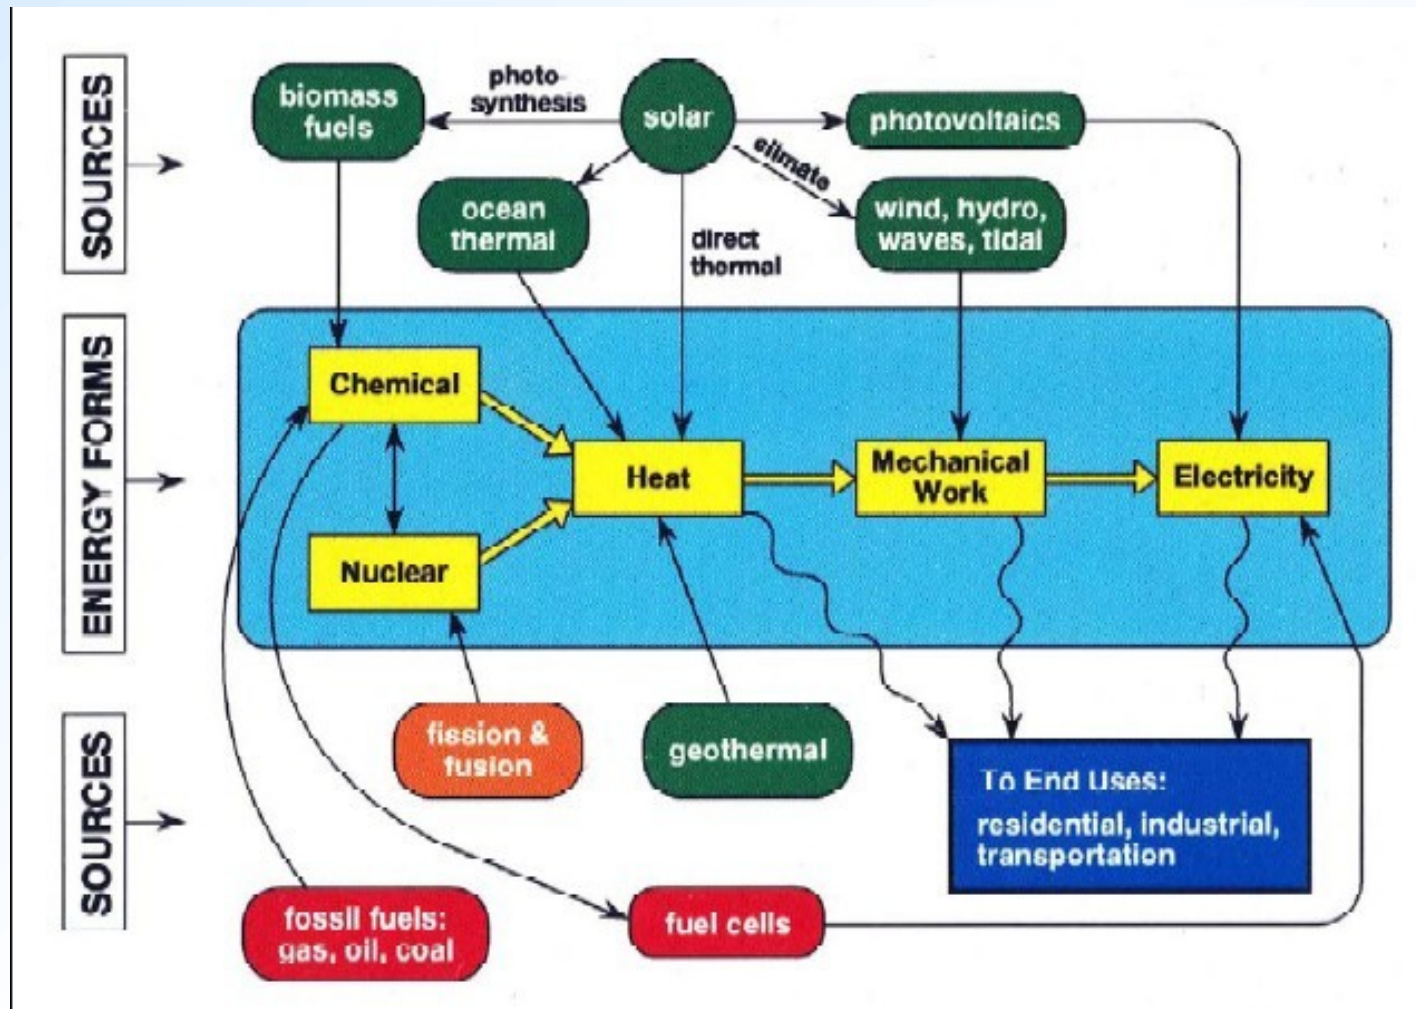 SOURCES
biomass
fuels
photo-
synthesis
solar
photovoltaics
climate
ocean
thermal
direct
thermal
wind, hydro,
waves, tidal
ENERGY FORMS
Chemical
Heat
Mechanical
Work
Electricity
Nuclear
SOURCES
fission &
fusion
geothermal
To End Uses:
residential, industrial,
transportation
fossil fuels:
gas, oil, coal
fuel cells